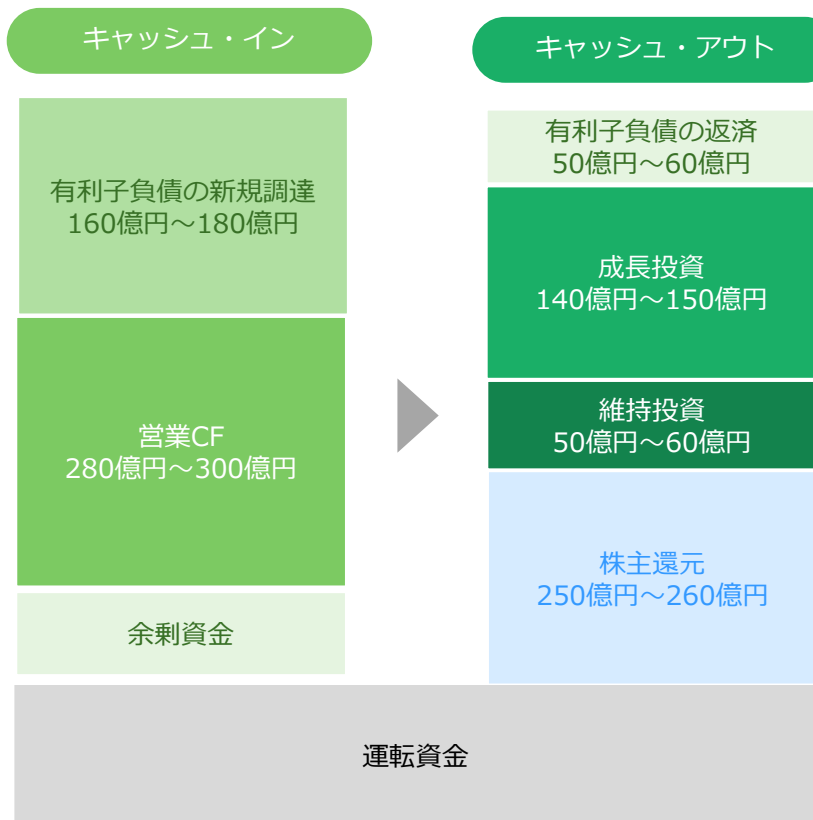 キャッシュ・イン
有利子負債の新規調達
160億円～180億円
営業CF
280億円～300億円
余剰資金
キャッシュ・アウト
有利子負債の返済
50億円～60億円
成長投資
140億円～150億円
維持投資
50億円～60億円
株主還元
250億円～260億円
運転資金